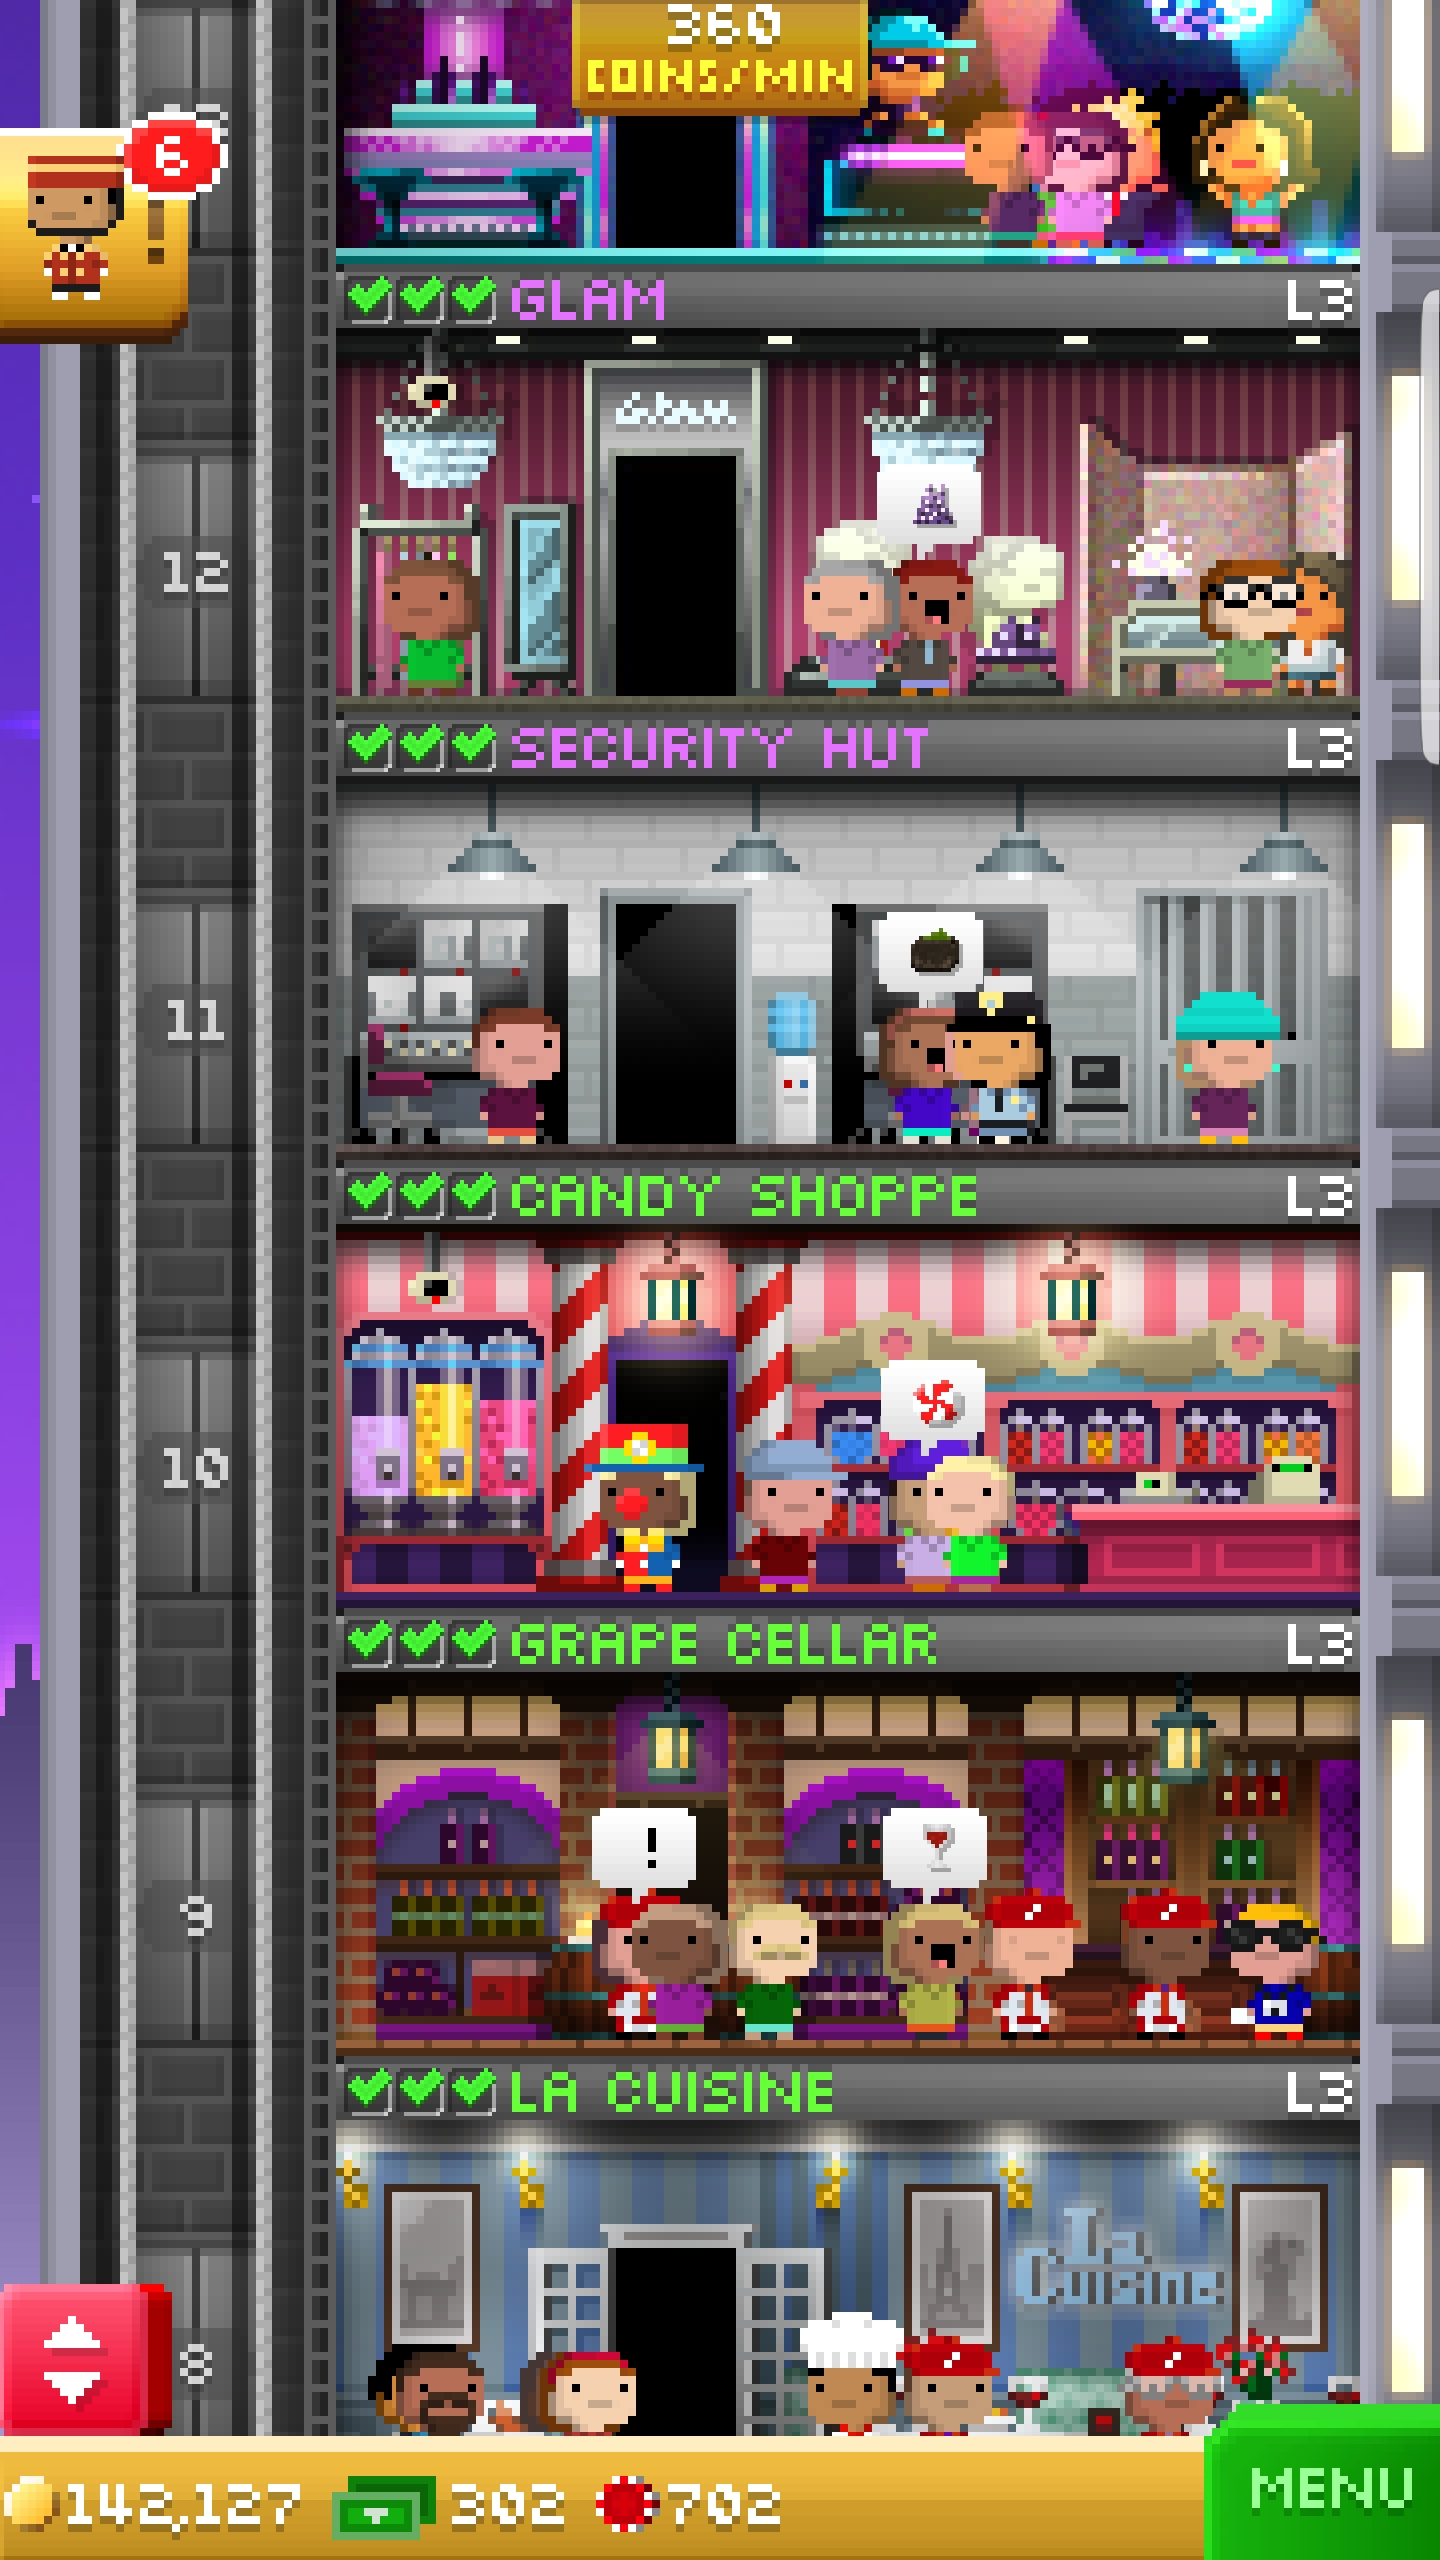 360
COINS/MIN
6
GLAM L3
Glam
12
SECURITY HUT L3
11
CANDY SHOPPE L3
10
GRAPE CELLAR L3
!
9
LA CUISINE L3
La
Cuisine
8
142,127 302 702
MENU